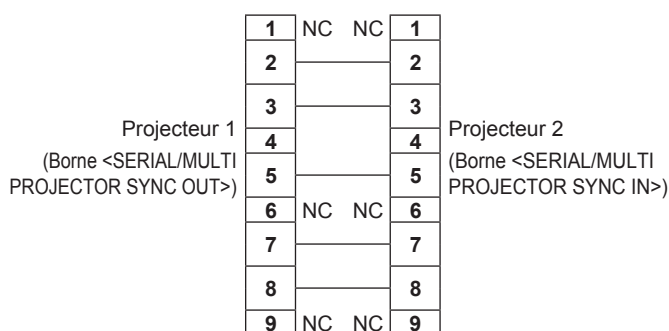 1 NC NC 1
2 2
3 3
Projecteur 1
4 4
Projecteur 2
(Borne <SERIAL/MULTI
PROJECTOR SYNC OUT>)
5 5
(Borne <SERIAL/MULTI
PROJECTOR SYNC IN>)
6 NC NC 6
7 7
8 8
9 NC NC 9